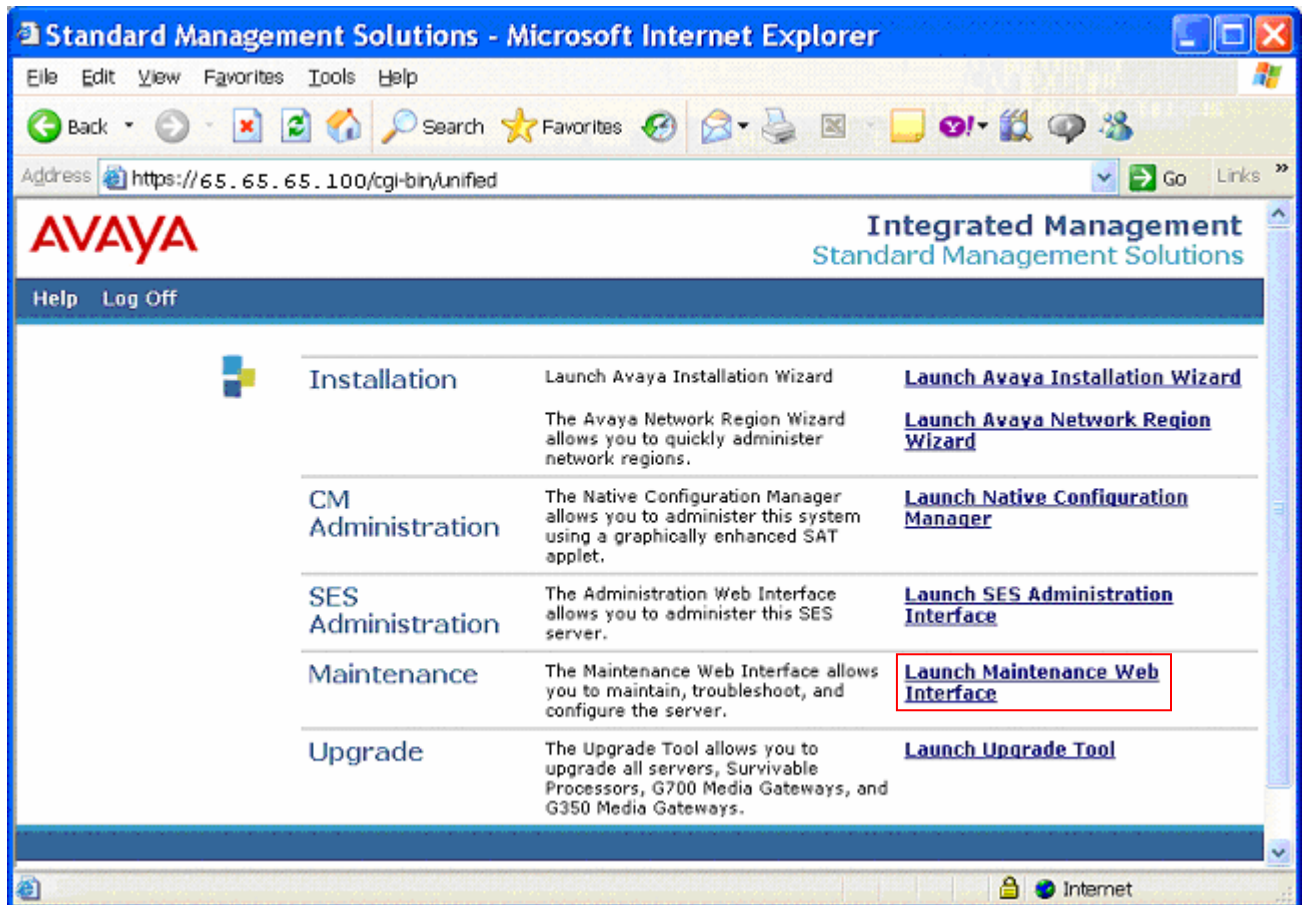 Standard Management Solutions - Microsoft Internet Explorer
File Edit View Favorites Tools Help
Back Search Favorites
Address https://65.65.65.100/cgi-bin/unified Go Links »
AVAYA
Integrated Management
Standard Management Solutions
Help Log Off
Installation
Launch Avaya Installation Wizard
Launch Avaya Installation Wizard
The Avaya Network Region Wizard
allows you to quickly administer
network regions.
Launch Avaya Network Region
Wizard
CM
Administration
The Native Configuration Manager
allows you to administer this system
using a graphically enhanced SAT
applet.
Launch Native Configuration
Manager
SES
Administration
The Administration Web Interface
allows you to administer this SES
server.
Launch SES Administration
Interface
Maintenance
The Maintenance Web Interface allows
you to maintain, troubleshoot, and
configure the server.
Launch Maintenance Web
Interface
Upgrade
The Upgrade Tool allows you to
upgrade all servers, Survivable
Processors, G700 Media Gateways, and
G350 Media Gateways.
Launch Upgrade Tool
Internet